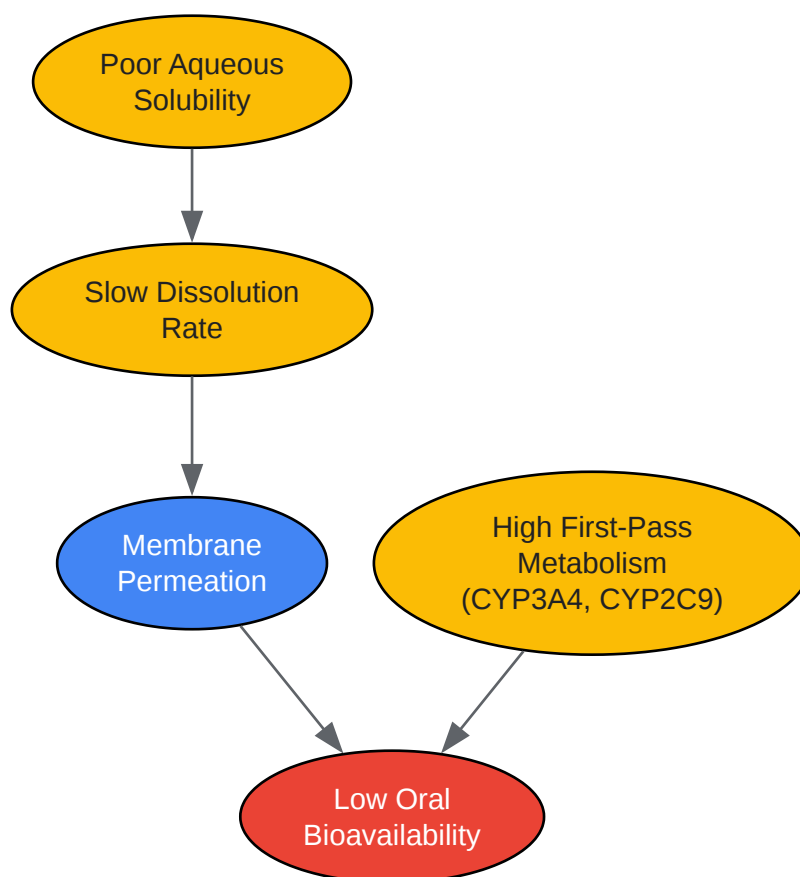 Poor Aqueous
Solubility
Slow Dissolution
Rate
Membrane
Permeation
High First-Pass
Metabolism
(CYP3A4, CYP2C9)
Low Oral
Bioavailability